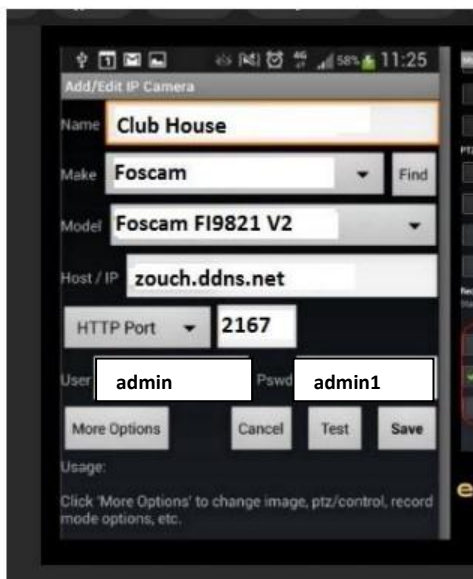 58% 11:25
Add/Edit IP Camera
Name Club House
Make Foscam Find
Model Foscam FI9821 V2
Host / IP zouch.ddns.net
HTTP Port 2167
User admin Pswd admin1
More Options Cancel Test Save
Usage:
Click 'More Options' to change image, ptz/control, record
mode options, etc.